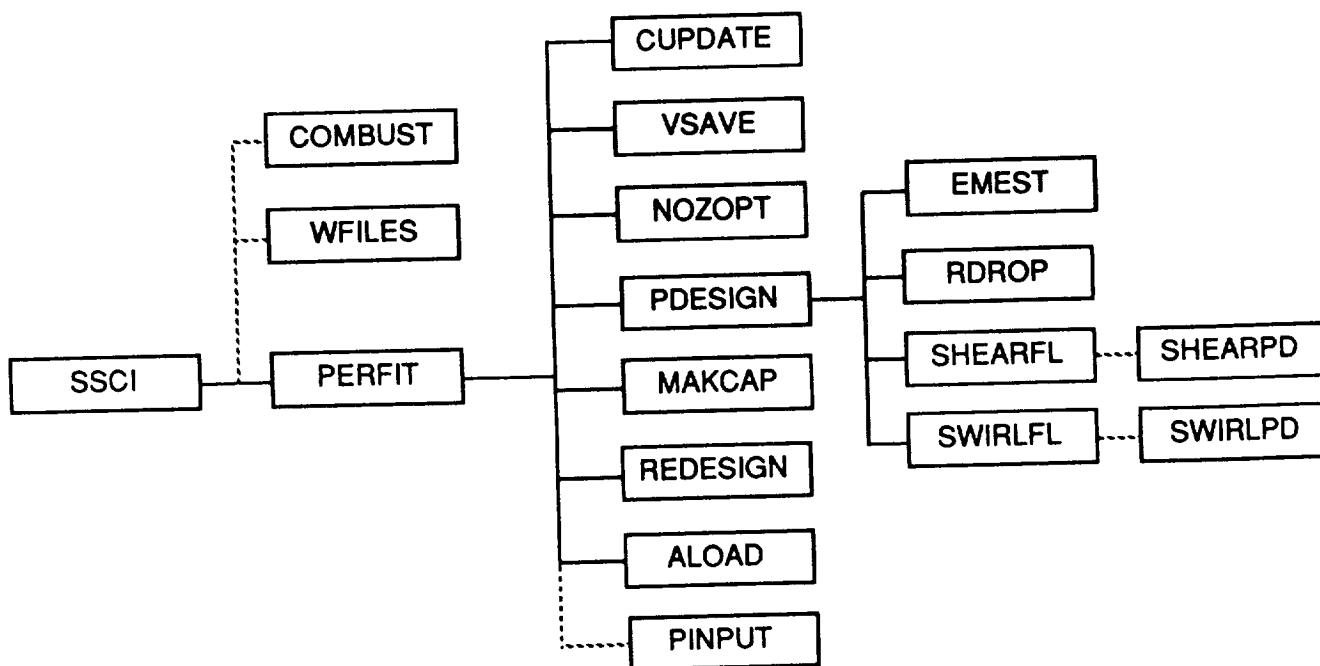 SSCI
COMBUST
WFILES
PERFIT
CUPDATE
VSAVE
NOZOPT
PDESIGN
MAKCAP
REDESIGN
ALOAD
PINPUT
EMEST
RDROP
SHEARFL
SWIRLFL
SHEARPD
SWIRLPD